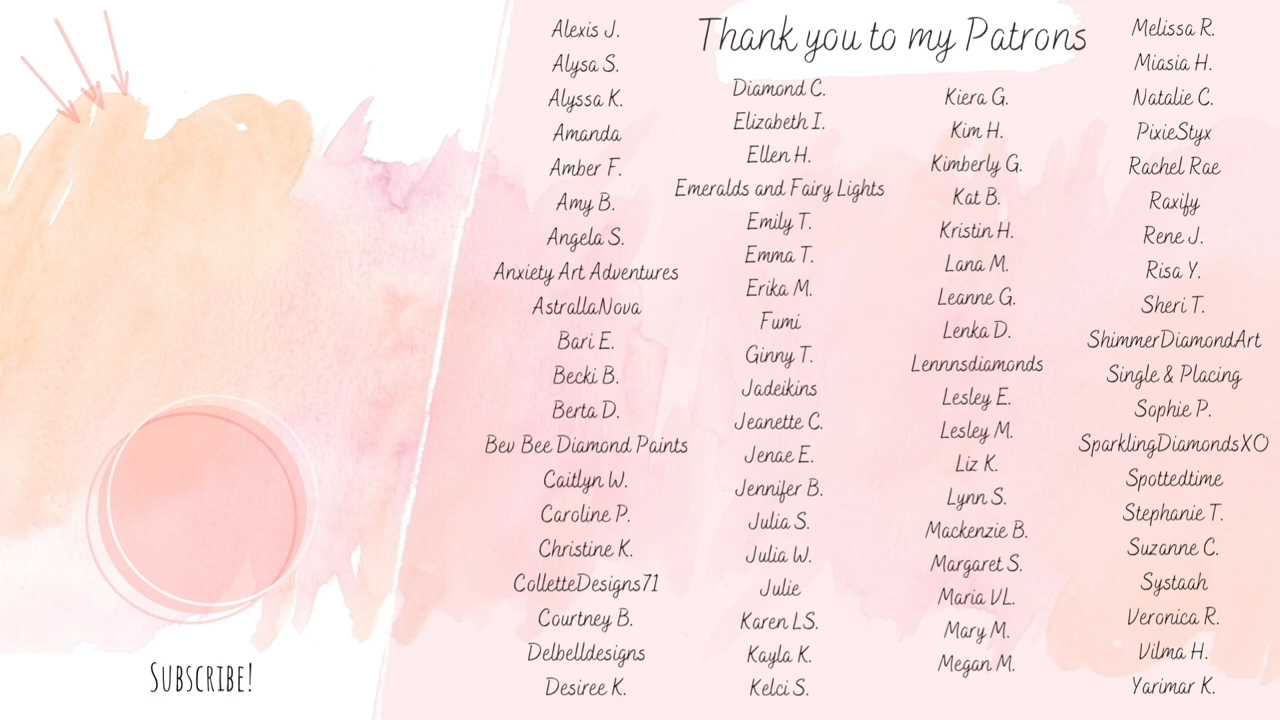 Thank you to my Patrons
Alexis J.
Alysa S.
Alyssa K.
Amanda
Amber F.
Amy B.
Angela S.
Anxiety Art Adventures
AstrallaNova
Bari E.
Becki B.
Berta D.
Bev Bee Diamond Paints
Caitlyn W.
Caroline P.
Christine K.
ColletteDesigns71
Courtney B.
Delbelldesigns
Desiree K.
Diamond C.
Elizabeth I.
Ellen H.
Emeralds and Fairy Lights
Emily T.
Emma T.
Erika M.
Fumi
Ginny T.
Jadeikins
Jeanette C.
Jenae E.
Jennifer B.
Julia S.
Julia W.
Julie
Karen LS.
Kayla K.
Kelci S.
Kiera G.
Kim H.
Kimberly G.
Kat B.
Kristin H.
Lana M.
Leanne G.
Lenka D.
Lennnsdiamonds
Lesley E.
Lesley M.
Liz K.
Lynn S.
Mackenzie B.
Margaret S.
Maria VL.
Mary M.
Megan M.
Melissa R.
Miasia H.
Natalie C.
PixieStyx
Rachel Rae
Raxify
Rene J.
Risa Y.
Sheri T.
ShimmerDiamondArt
Single & Placing
Sophie P.
SparklingDiamondsXO
Spottedtime
Stephanie T.
Suzanne C.
Systaah
Veronica R.
Vilma H.
Yarimar K.
Subscribe!